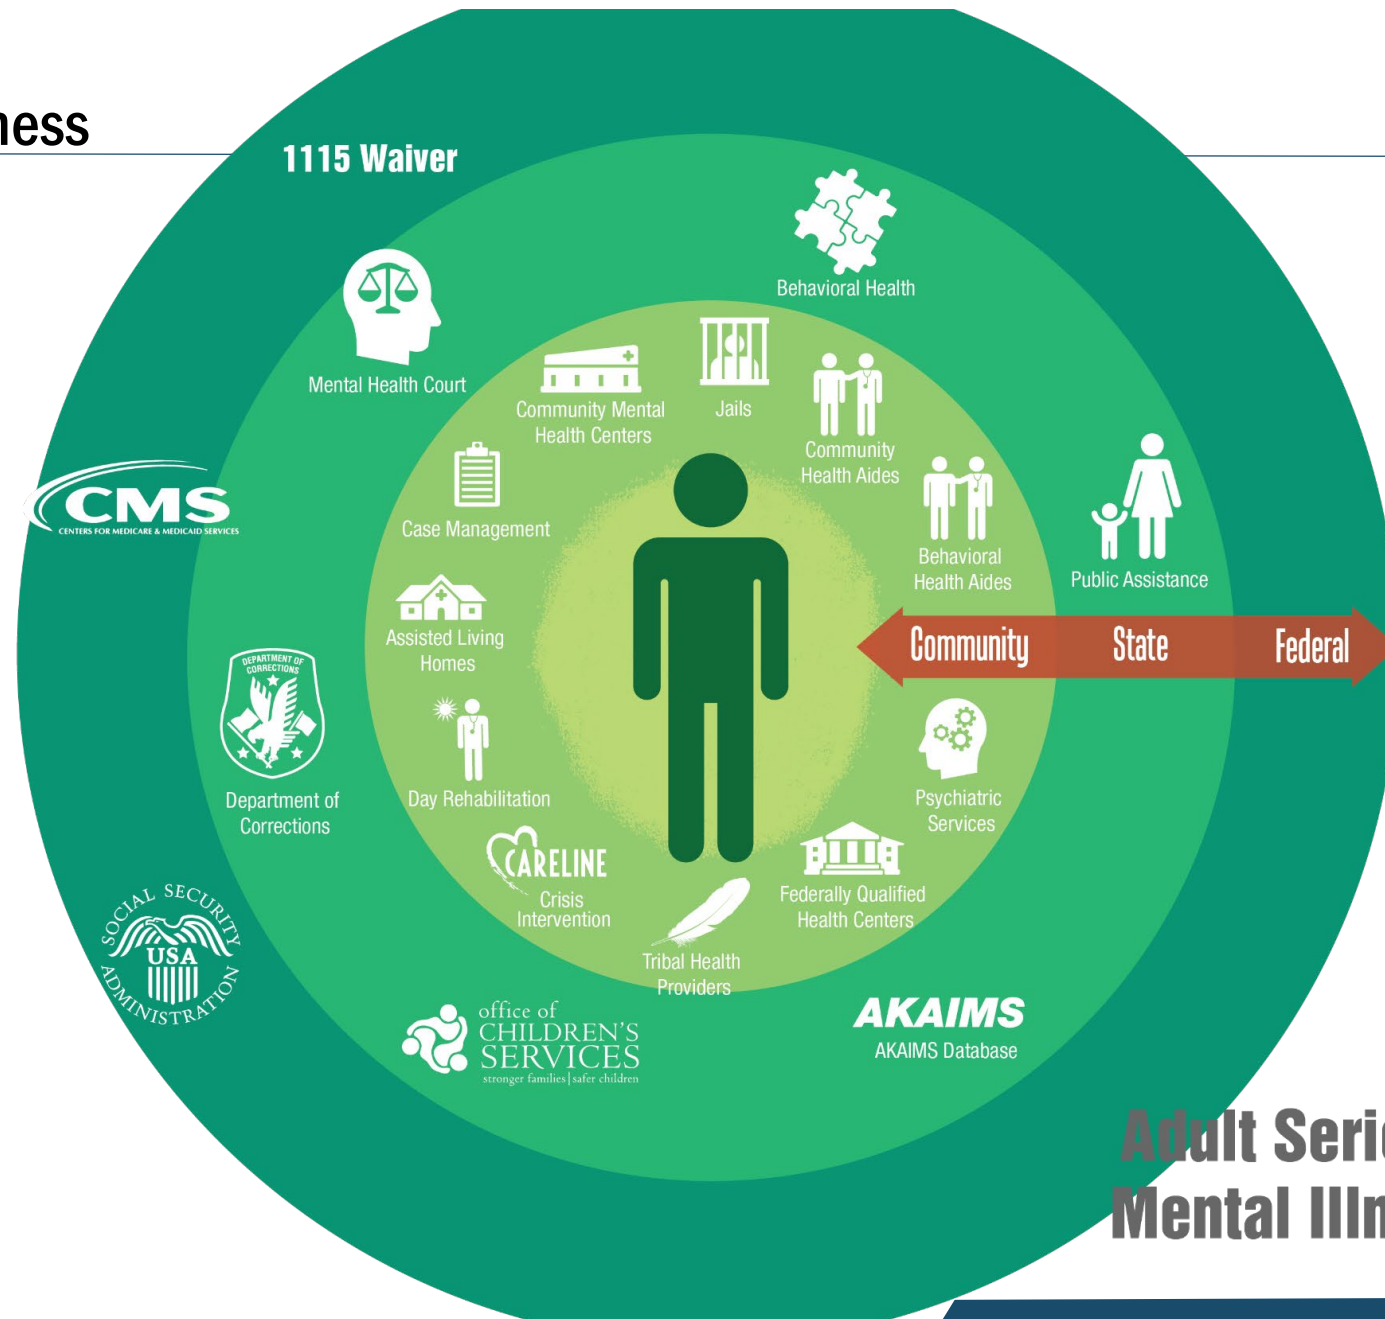 ness
1115 Waiver
Behavioral Health
Mental Health Court
Community Mental
Health Centers
Jails
Community
Health Aides
Case Management
Behavioral
Health Aides
Public Assistance
CMS
CENTERS FOR MEDICARE & MEDICAID SERVICES
Assisted Living
Homes
Community
State
Federal
DEPARTMENT OF
CORRECTIONS
Department of
Corrections
Day Rehabilitation
Psychiatric
Services
CARELINE
Crisis
Intervention
Federally Qualified
Health Centers
Tribal Health
Providers
SOCIAL SECURITY
USA
ADMINISTRATION
office of
CHILDREN'S
SERVICES
stronger families | safer children
AKAIMS
AKAIMS Database
Adult Serio
Mental Illn